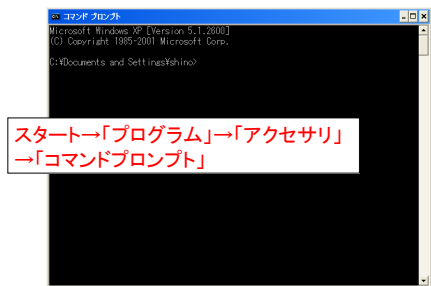 コマンド プロンプト
Microsoft Windows XP [Version 5.1.2600]
(C) Copyright 1985-2001 Microsoft Corp.
C:¥Documents and Settings¥shino>
スタート→「プログラム」→「アクセサリ」
→「コマンドプロンプト」